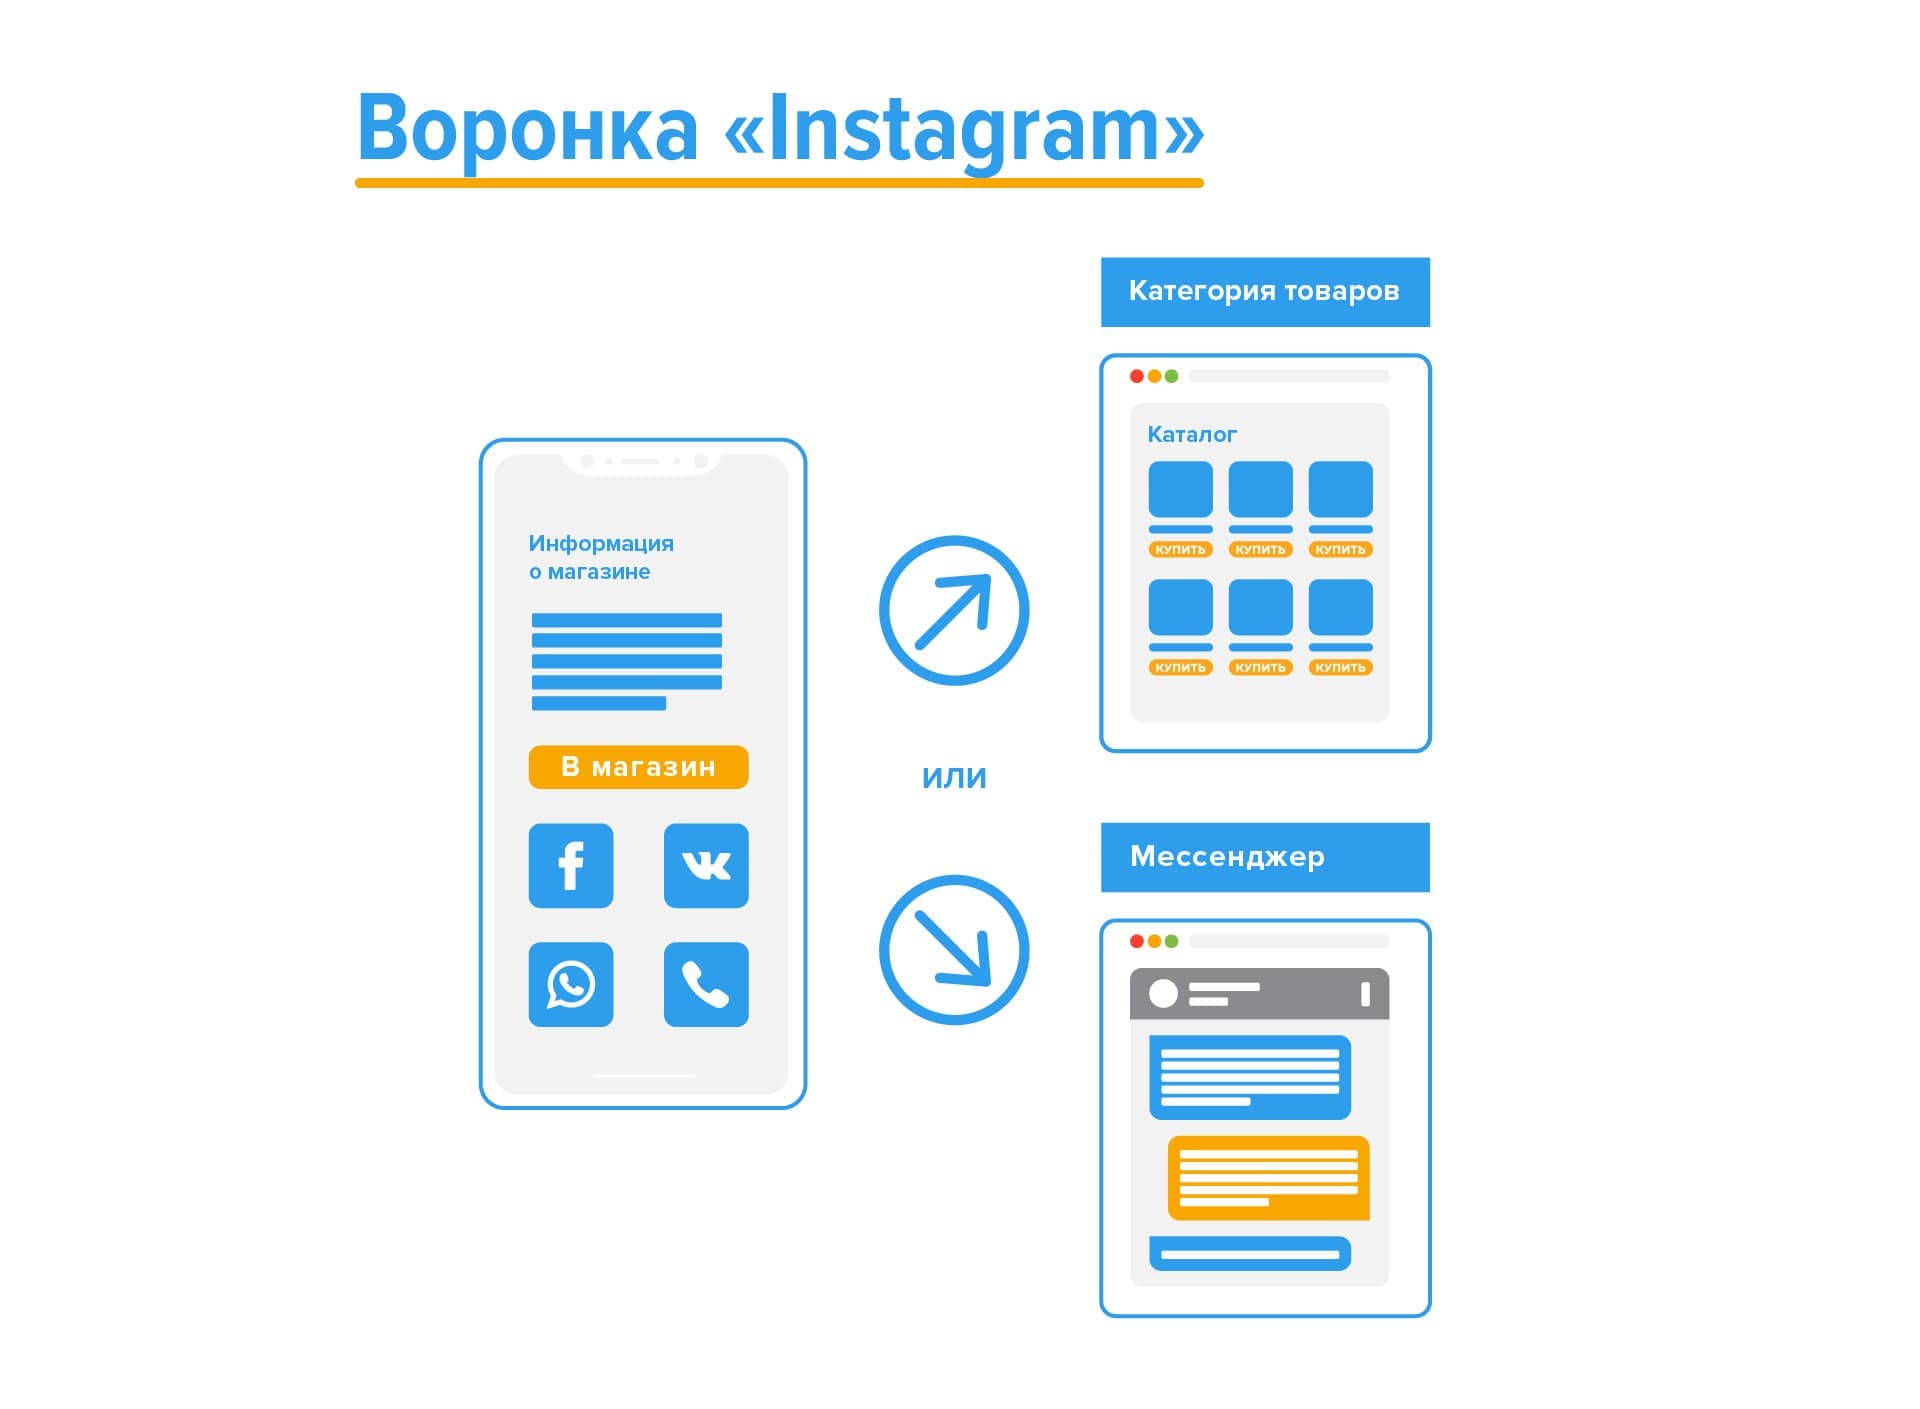 Воронка «Instagram»
Информация
о магазине
В магазин
ИЛИ
Категория товаров
Каталог
КУПИТЬ КУПИТЬ КУПИТЬ
КУПИТЬ КУПИТЬ КУПИТЬ
Мессенджер